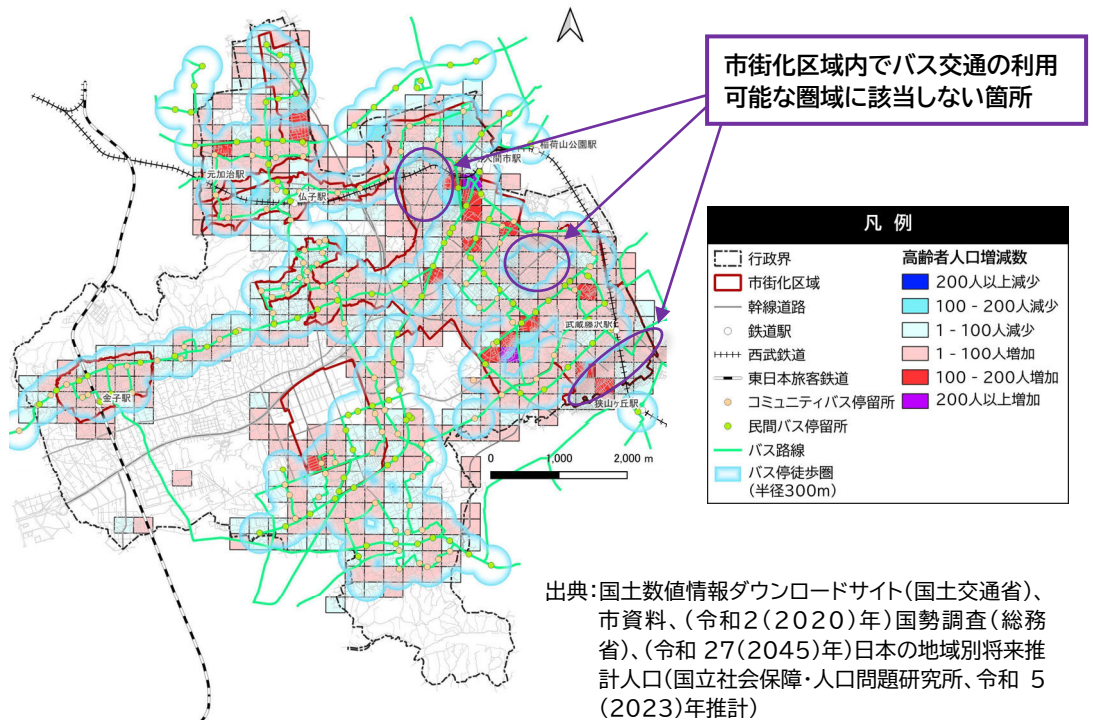 市街化区域内でバス交通の利用
可能な圏域に該当しない箇所
稲荷山公園駅
入間市駅
元加治駅
仏子駅
武蔵藤沢駅
金子駅
狭山ヶ丘駅
0 1,000 2,000 m
凡 例
行政界
市街化区域
幹線道路
鉄道駅
西武鉄道
東日本旅客鉄道
コミュニティバス停留所
民間バス停留所
バス路線
バス停徒歩圏
(半径300m)
高齢者人口増減数
200人以上減少
100 - 200人減少
1 - 100人減少
1 - 100人増加
100 - 200人増加
200人以上増加
出典:国土数値情報ダウンロードサイト(国土交通省)、
市資料、(令和2(2020)年)国勢調査(総務
省)、(令和 27(2045)年)日本の地域別将来推
計人口(国立社会保障・人口問題研究所、令和 5
(2023)年推計)